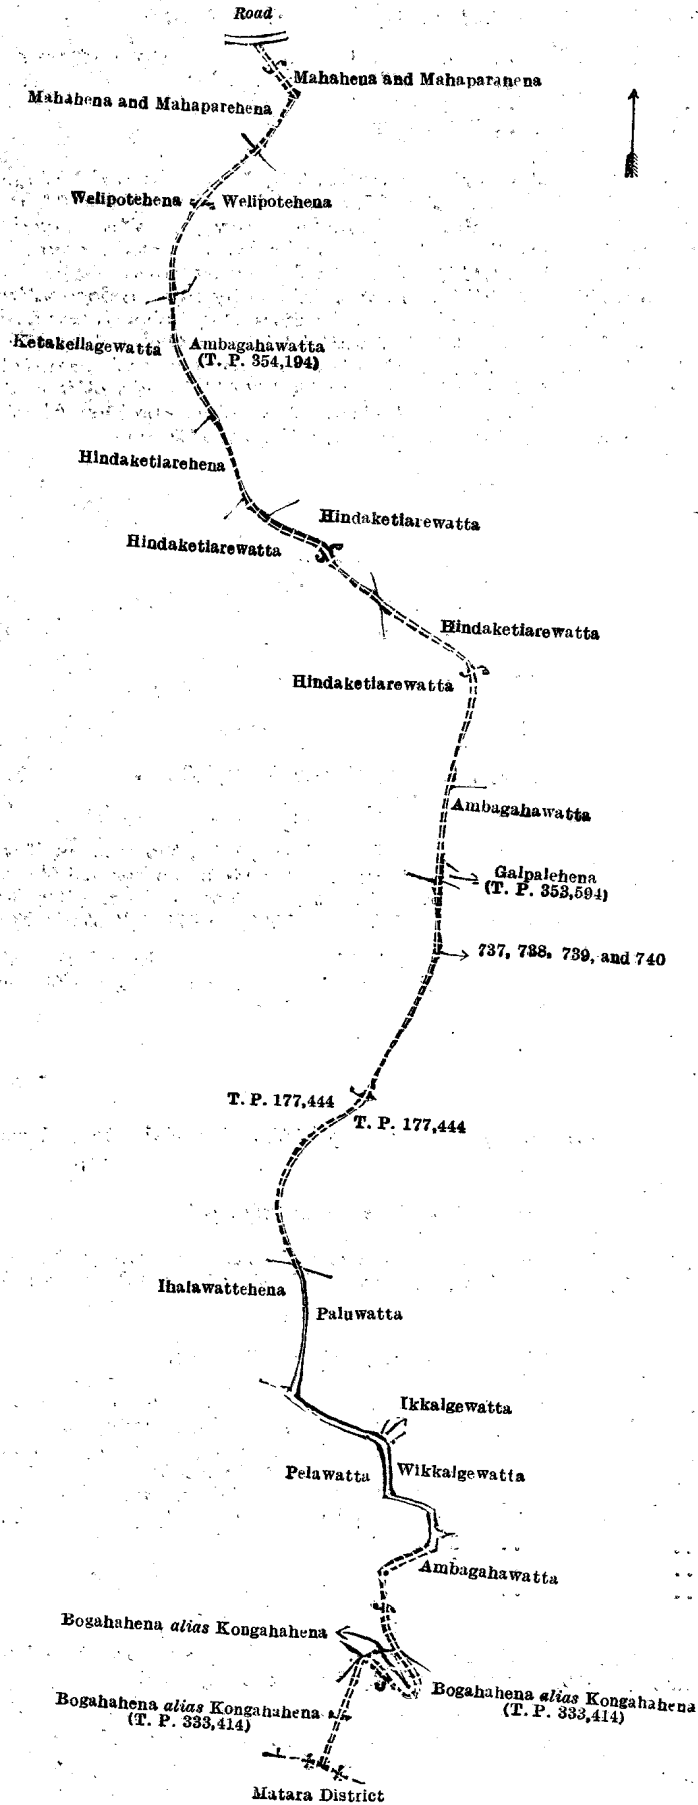 Road
Mahahena and Mahaparanena
Mahahena and Mahaparehena
Welipotehena
Welipotehena
Ketakellagewatta
Ambagahawatta
(T. P. 354,194)
Hindaketiarehena
Hindaketiarewatta
Hindaketiarewatta
Hindaketiarewatta
Hindaketiarewatta
Ambagahawatta
Galpalehena
(T. P. 353,594)
737, 738, 739, and 740
T. P. 177,444
T. P. 177,444
Ihalawattehena
Paluwatta
Ikkalgewatta
Pelawatta
Wikkalgewatta
Ambagahawatta
Bogahahena alias Kongahahena
Bogahahena alias Kongahahena
(T. P. 333,414)
Bogahahena alias Kongahahena
(T. P. 333,414)
Matara District